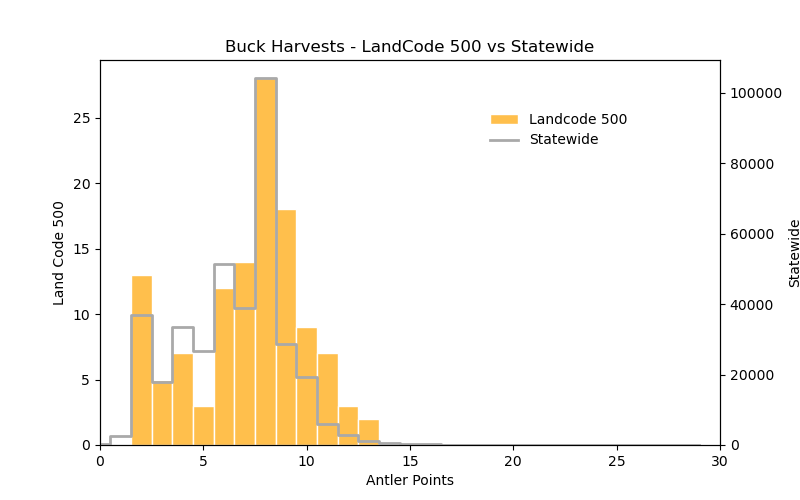 Buck Harvests - LandCode 500 vs Statewide
Landcode 500
Statewide
Land Code 500
25
20
15
10
5
0
100000
80000
60000
40000
20000
0
Statewide
0 5 10 15 20 25 30
Antler Points